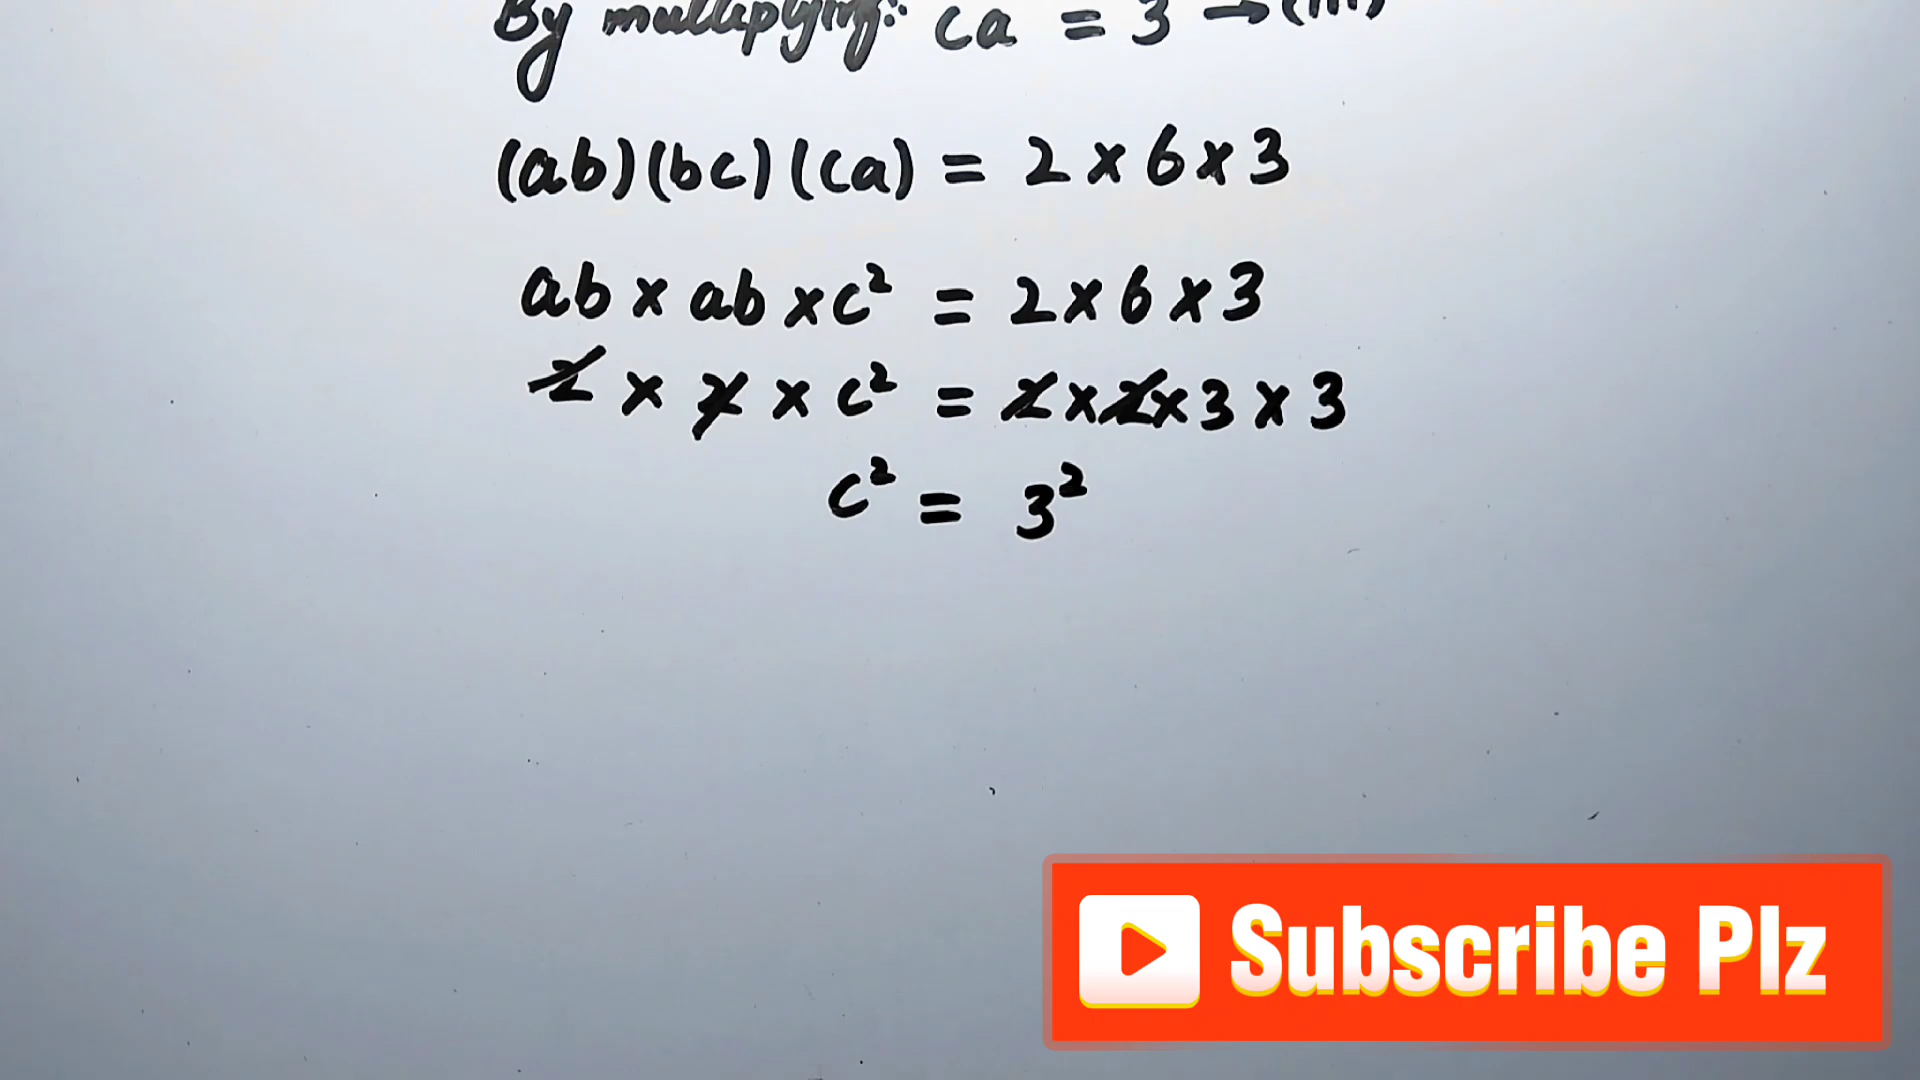 By multiplying: ca = 3 → (iii)
(ab)(bc)(ca) = 2 × 6 × 3
ab × ab × c² = 2 × 6 × 3
2 × 2 × c² = 2 × 2 × 3 × 3
c² = 3²
Subscribe Plz